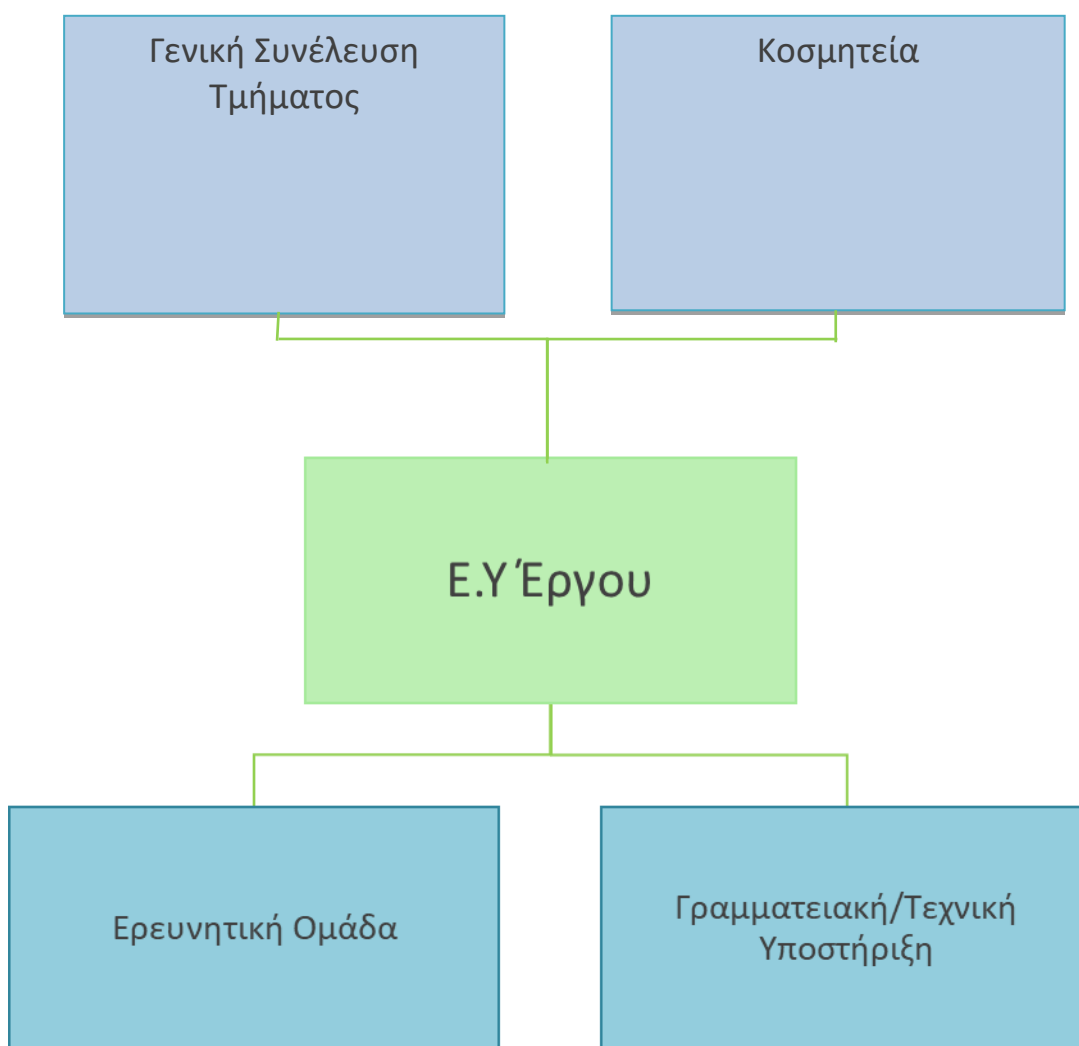 Γενική Συνέλευση
Τμήματος
Κοσμητεία
Ε.Υ Έργου
Ερευνητική Ομάδα
Γραμματειακή/Τεχνική
Υποστήριξη